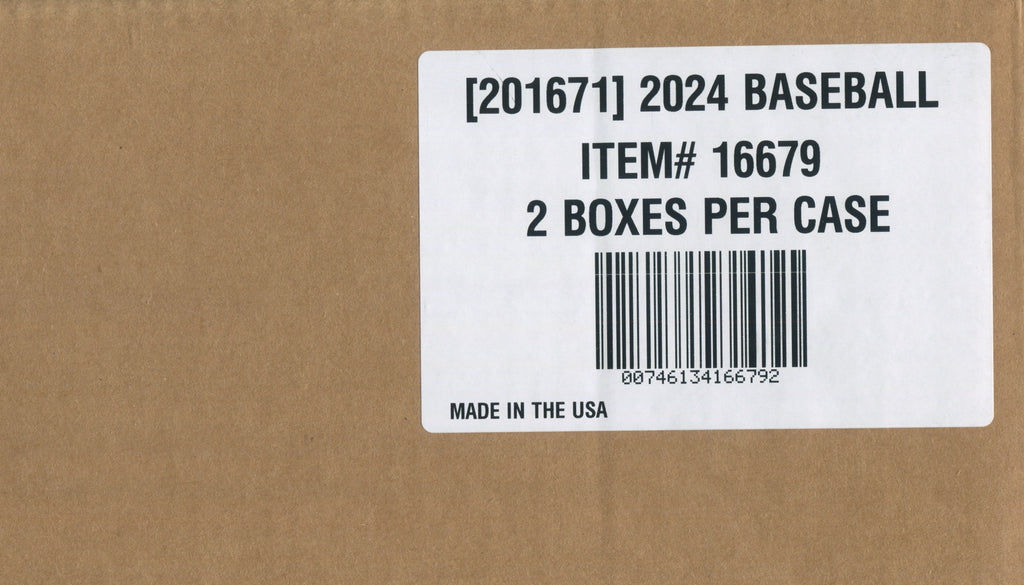 [201671] 2024 BASEBALL
ITEM# 16679
2 BOXES PER CASE
00746134166792
MADE IN THE USA